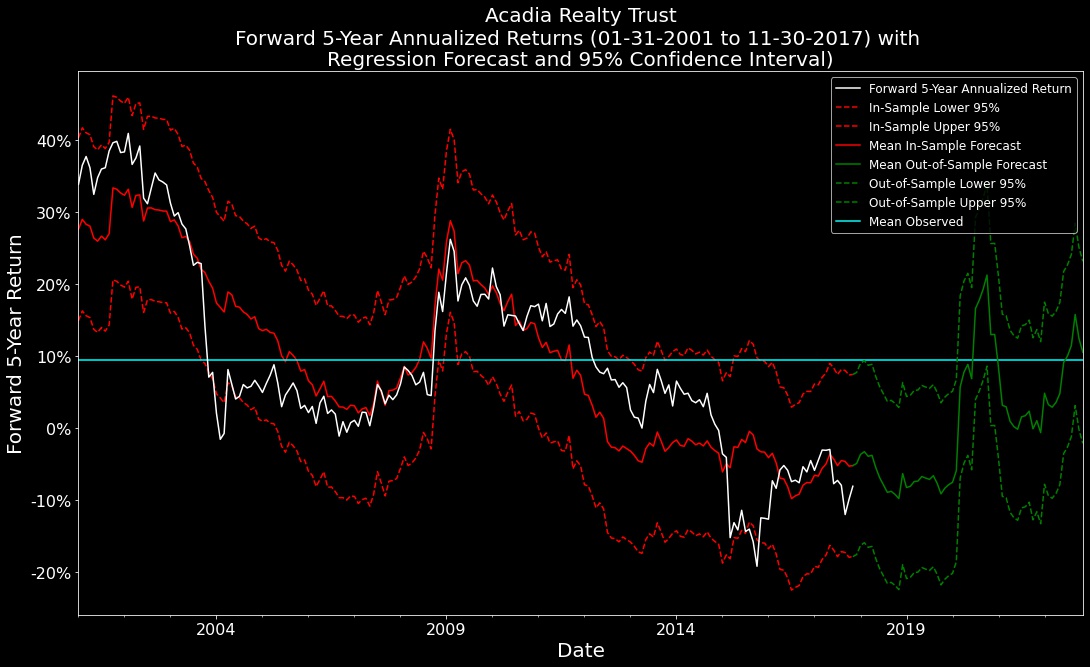 Acadia Realty Trust
Forward 5-Year Annualized Returns (01-31-2001 to 11-30-2017) with
Regression Forecast and 95% Confidence Interval)
Forward 5-Year Annualized Return
In-Sample Lower 95%
In-Sample Upper 95%
Mean In-Sample Forecast
Mean Out-of-Sample Forecast
Out-of-Sample Lower 95%
Out-of-Sample Upper 95%
Mean Observed
Forward 5-Year Return
40%
30%
20%
10%
0%
-10%
-20%
2004
2009
2014
2019
Date